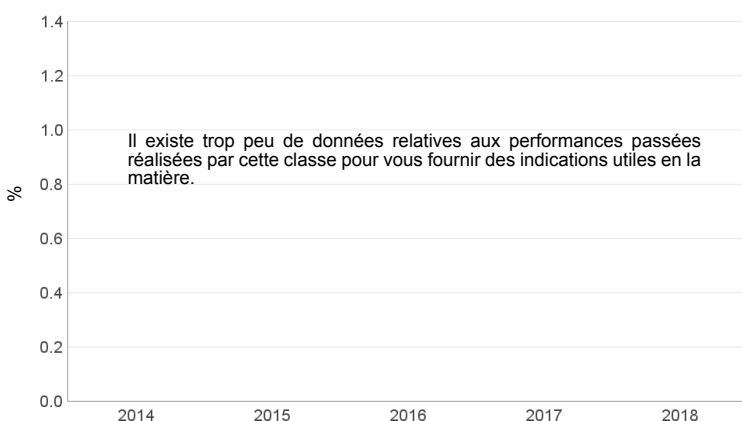 1.4
1.2
1.0
Il existe trop peu de données relatives aux performances passées
réalisées par cette classe pour vous fournir des indications utiles en la
matière.
%
0.8
0.6
0.4
0.2
0.0
2014 2015 2016 2017 2018